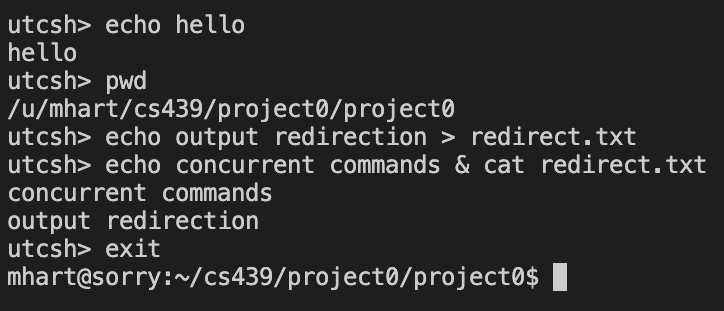 utcsh> echo hello
hello
utcsh> pwd
/u/mhart/cs439/project0/project0
utcsh> echo output redirection > redirect.txt
utcsh> echo concurrent commands & cat redirect.txt
concurrent commands
output redirection
utcsh> exit
mhart@sorry:~/cs439/project0/project0$